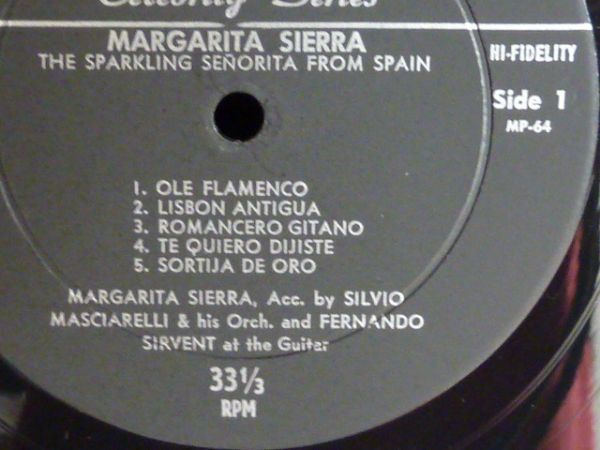 Celebrity Series
MARGARITA SIERRA
THE SPARKLING SEÑORITA FROM SPAIN
HI-FIDELITY
Side 1
MP-64
1. OLE FLAMENCO
2. LISBON ANTIGUA
3. ROMANCERO GITANO
4. TE QUIERO DIJISTE
5. SORTIJA DE ORO
MARGARITA SIERRA, Acc. by SILVIO
MASCIARELLI & his Orch. and FERNANDO
SIRVENT at the Guitar
33⅓
RPM